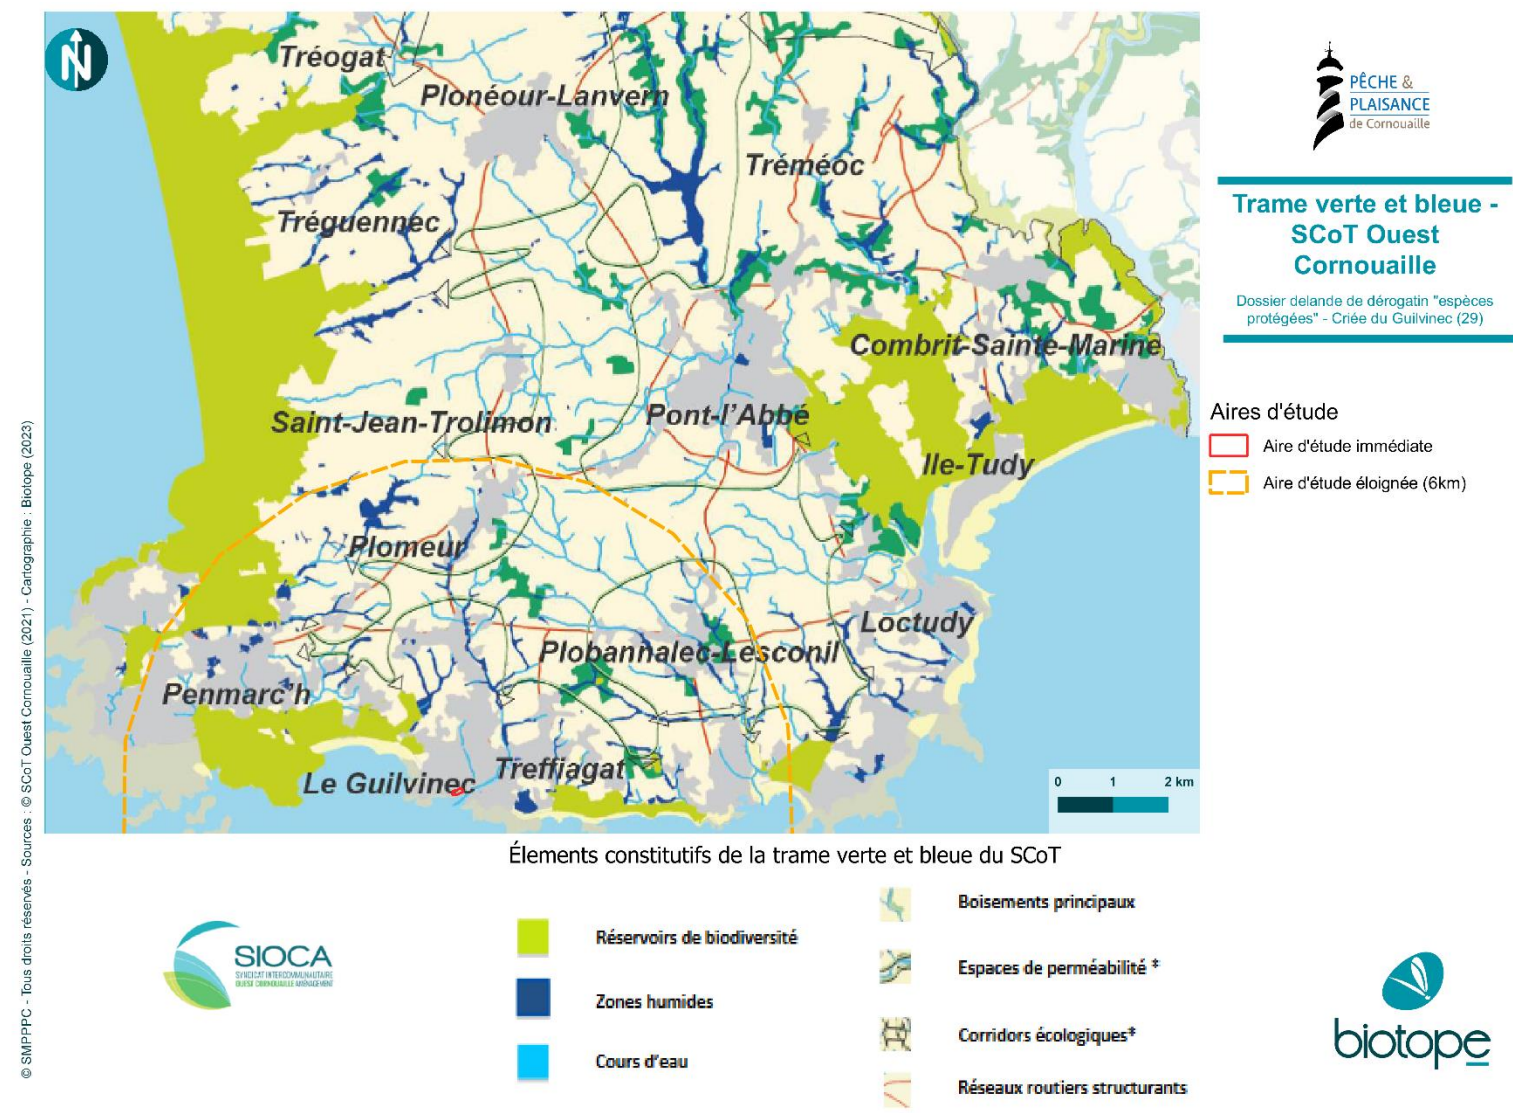 N
Tréogat
Plonéour-Lanvern
Tréméoc
Tréguennec
Combrit-Sainte-Marine
Saint-Jean-Trolimon
Pont-l'Abbé
Ile-Tudy
Plomeur
Loctudy
Plobannalec-Lesconil
Penmarc'h
Le Guilvinec
Treffiagat
0 1 2 km
PÊCHE &
PLAISANCE
de Cornouaille
Trame verte et bleue -
SCoT Ouest
Cornouaille
Dossier delande de dérogatin "espèces
protégées" - Criée du Guilvinec (29)
Aires d'étude
Aire d'étude immédiate
Aire d'étude éloignée (6km)
© SMPPPC - Tous droits réservés - Sources : © SCoT Ouest Cornouaille (2021) - Cartographie : Biotope (2023)
Élements constitutifs de la trame verte et bleue du SCoT
Réservoirs de biodiversité
Zones humides
Cours d'eau
Boisements principaux
Espaces de perméabilité *
Corridors écologiques*
Réseaux routiers structurants
SIOCA
SYNDICAT INTERCOMMUNAUTAIRE
OUEST CORNOUAILLE AMÉNAGEMENT
biotope